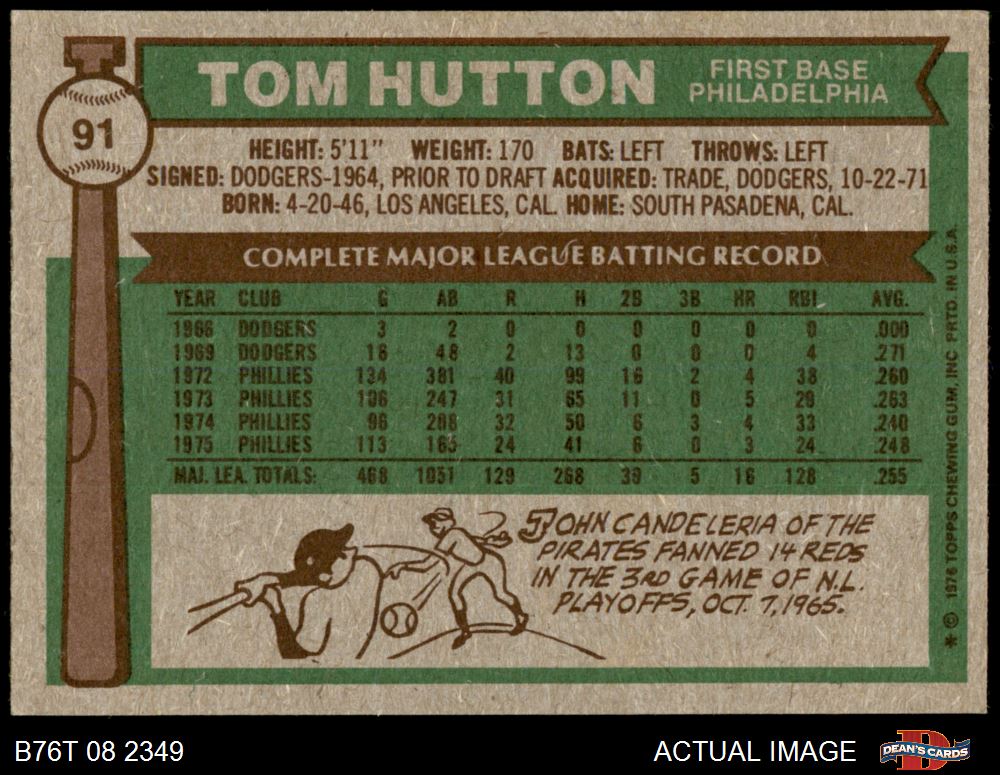 91
TOM HUTTON
FIRST BASE
PHILADELPHIA
HEIGHT: 5'11" WEIGHT: 170 BATS: LEFT THROWS: LEFT
SIGNED: DODGERS-1964, PRIOR TO DRAFT ACQUIRED: TRADE, DODGERS, 10-22-71
BORN: 4-20-46, LOS ANGELES, CAL. HOME: SOUTH PASADENA, CAL.
COMPLETE MAJOR LEAGUE BATTING RECORD
YEAR CLUB G AB R H 2B 3B HR RBI AVG.
1966 DODGERS 3 2 0 0 0 0 0 0 .000
1969 DODGERS 16 48 2 13 0 0 0 4 .271
1972 PHILLIES 134 381 40 99 16 2 4 38 .260
1973 PHILLIES 106 247 31 65 11 0 5 29 .263
1974 PHILLIES 96 208 32 50 6 3 4 33 .240
1975 PHILLIES 113 165 24 41 6 0 3 24 .248
MAJ. LEA. TOTALS: 468 1051 129 268 39 5 16 128 .255
JOHN CANDELERIA OF THE
PIRATES FANNED 14 REDS
IN THE 3RD GAME OF N.L.
PLAYOFFS, OCT. 7, 1965.
* © 1976 TOPPS CHEWING GUM, INC PRTD. IN U.S.A.
B76T 08 2349
ACTUAL IMAGE
D
DEAN'S CARDS